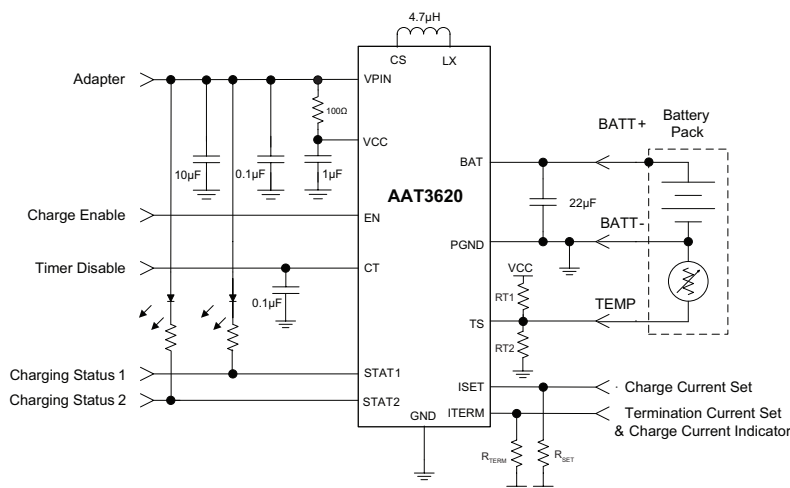 4.7µH
CS
LX
Adapter
VPIN
100Ω
VCC
10µF
0.1µF
1µF
AAT3620
BAT
BATT+
Battery
Pack
22µF
Charge Enable
EN
BATT-
PGND
Timer Disable
CT
0.1µF
VCC
RT1
TEMP
TS
RT2
Charging Status 1
STAT1
Charging Status 2
STAT2
ISET
· Charge Current Set
GND
ITERM
Termination Current Set
& Charge Current Indicator
RTERM
RSET